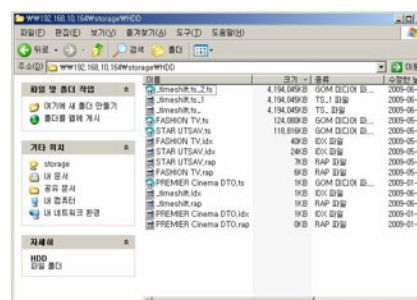 \\192.168.10.164\storage\HDD
파일(F) 편집(E) 보기(V) 즐겨찾기(A) 도구(T) 도움말(H)
뒤로 검색 폴더
주소(D) \\192.168.10.164\storage\HDD 이동
파일 및 폴더 작업
여기에 새 폴더 만들기
이 폴더를 웹에 게시
기타 위치
storage
내 문서
공유 문서
내 컴퓨터
내 네트워크 환경
자세히
HDD
파일 폴더
이름 크기 종류 수정한 날
_timeshift.ts_2.ts 4,194,049KB GOM 미디어 파... 2009-06-
_timeshift.ts_1 4,194,049KB TS_1 파일 2009-06-
_timeshift.ts_ 4,194,049KB TS_ 파일 2009-06-
FASHION TV.ts 124,080KB GOM 미디어 파... 2009-05-
STAR UTSAV.ts 118,818KB GOM 미디어 파... 2009-05-
FASHION TV.idx 40KB IDX 파일 2009-05-
STAR UTSAV.idx 24KB IDX 파일 2009-05-
STAR UTSAV.rap 7KB RAP 파일 2009-05-
FASHION TV.rap 6KB RAP 파일 2009-05-
PREMIER Cinema DTO.ts 1KB GOM 미디어 파... 2009-01-
_timeshift.idx 1KB IDX 파일 2009-06-
_timeshift.rap 1KB RAP 파일 2009-06-
PREMIER Cinema DTO.idx 1KB IDX 파일 2009-01-
PREMIER Cinema DTO.rap 0KB RAP 파일 2009-01-